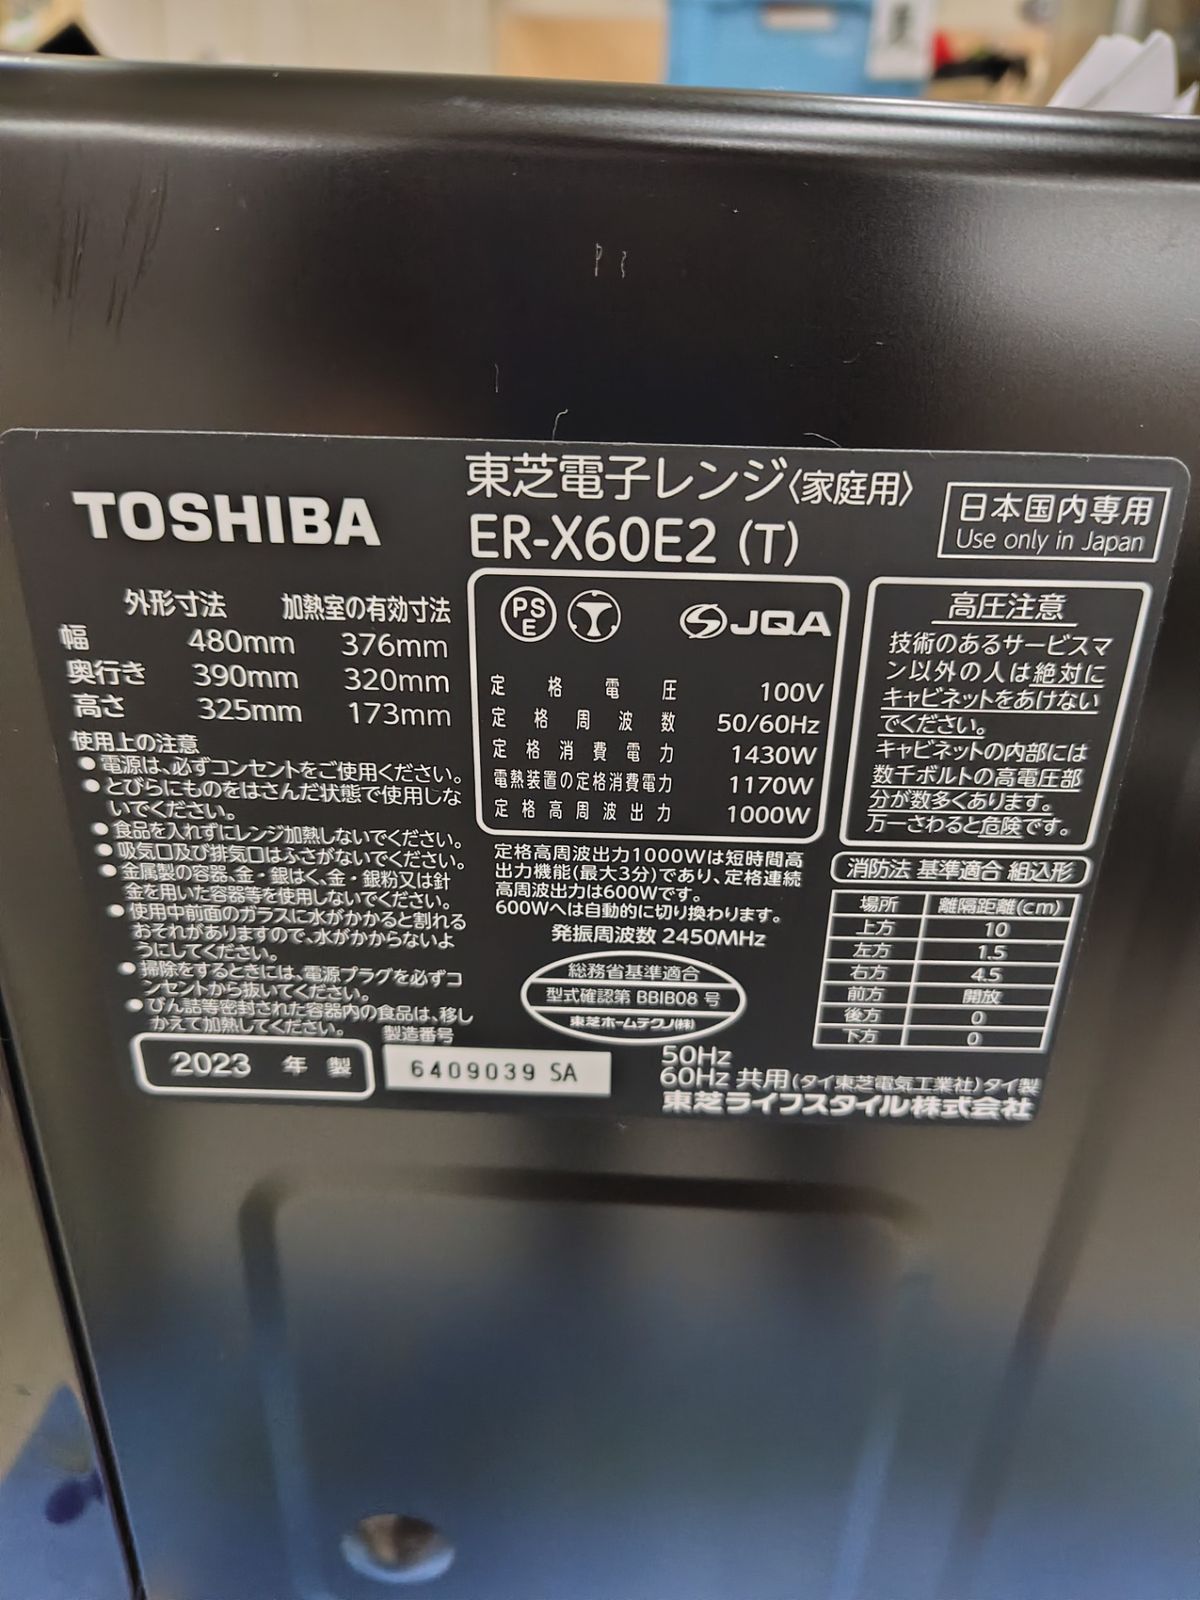 東芝電子レンジ〈家庭用〉
TOSHIBA
ER-X60E2 (T)
日本国内専用
Use only in Japan
外形寸法 加熱室の有効寸法
幅 480mm 376mm
奥行き 390mm 320mm
高さ 325mm 173mm
使用上の注意
●電源は、必ずコンセントをご使用ください。
●とびらにものをはさんだ状態で使用しな
いでください。
●食品を入れずにレンジ加熱しないでください。
●吸気口及び排気口はふさがないでください。
●金属製の容器、金・銀はく、金・銀粉又は針
金を用いた容器等を使用しないでください。
●使用中前面のガラスに水がかかると割れる
おそれがありますので、水がかからないよ
うにしてください。
●掃除をするときには、電源プラグを必ずコ
ンセントから抜いてください。
●びん詰等密封された容器内の食品は、移し
かえて加熱してください。
製造番号
2023 年 製
6409039 SA
PS
E
JQA
定格電圧 100V
定格周波数 50/60Hz
定格消費電力 1430W
電熱装置の定格消費電力 1170W
定格高周波出力 1000W
定格高周波出力1000Wは短時間高
出力機能(最大3分)であり、定格連続
高周波出力は600Wです。
600Wへは自動的に切り換わります。
発振周波数 2450MHz
総務省基準適合
型式確認第 BBIB08 号
東芝ホームテクノ(株)
高圧注意
技術のあるサービスマ
ン以外の人は絶対に
キャビネットをあけない
でください。
キャビネットの内部には
数千ボルトの高電圧部
分が数多くあります。
万一さわると危険です。
消防法 基準適合 組込形
場所 離隔距離(cm)
上方 10
左方 1.5
右方 4.5
前方 開放
後方 0
下方 0
50Hz
60Hz 共用(タイ東芝電気工業社)タイ製
東芝ライフスタイル株式会社